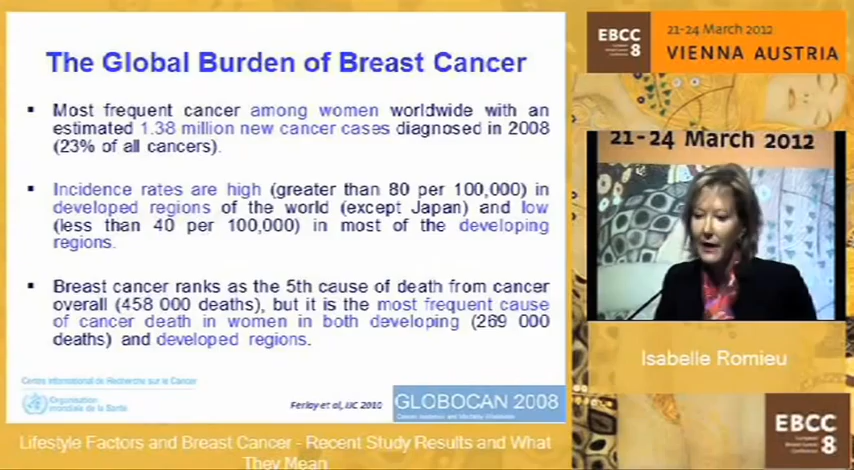 The Global Burden of Breast Cancer
Most frequent cancer among women worldwide with an
estimated 1.38 million new cancer cases diagnosed in 2008
(23% of all cancers).
Incidence rates are high (greater than 80 per 100,000) in
developed regions of the world (except Japan) and low
(less than 40 per 100,000) in most of the developing
regions.
Breast cancer ranks as the 5th cause of death from cancer
overall (458 000 deaths), but it is the most frequent cause
of cancer death in women in both developing (269 000
deaths) and developed regions.
Centre International de Recherche sur le Cancer
Organisation
mondiale de la Santé
Ferlay et al, IJC 2010
GLOBOCAN 2008
Lifestyle Factors and Breast Cancer - Recent Study Results and What
They Mean
EBCC
8
21-24 March 2012
VIENNA AUSTRIA
21-24 March 2012
Isabelle Romieu
EBCC
8